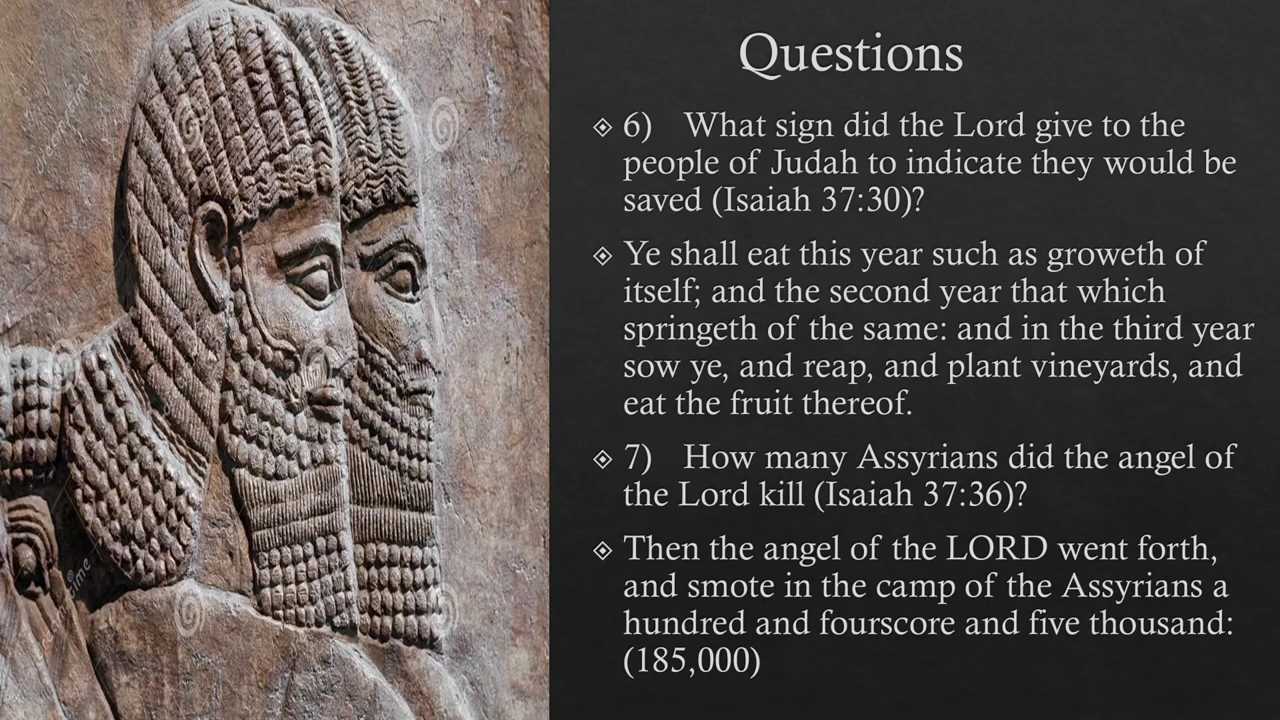 Questions
6) What sign did the Lord give to the
people of Judah to indicate they would be
saved (Isaiah 37:30)?
Ye shall eat this year such as groweth of
itself; and the second year that which
springeth of the same: and in the third year
sow ye, and reap, and plant vineyards, and
eat the fruit thereof.
7) How many Assyrians did the angel of
the Lord kill (Isaiah 37:36)?
Then the angel of the LORD went forth,
and smote in the camp of the Assyrians a
hundred and fourscore and five thousand:
(185,000)